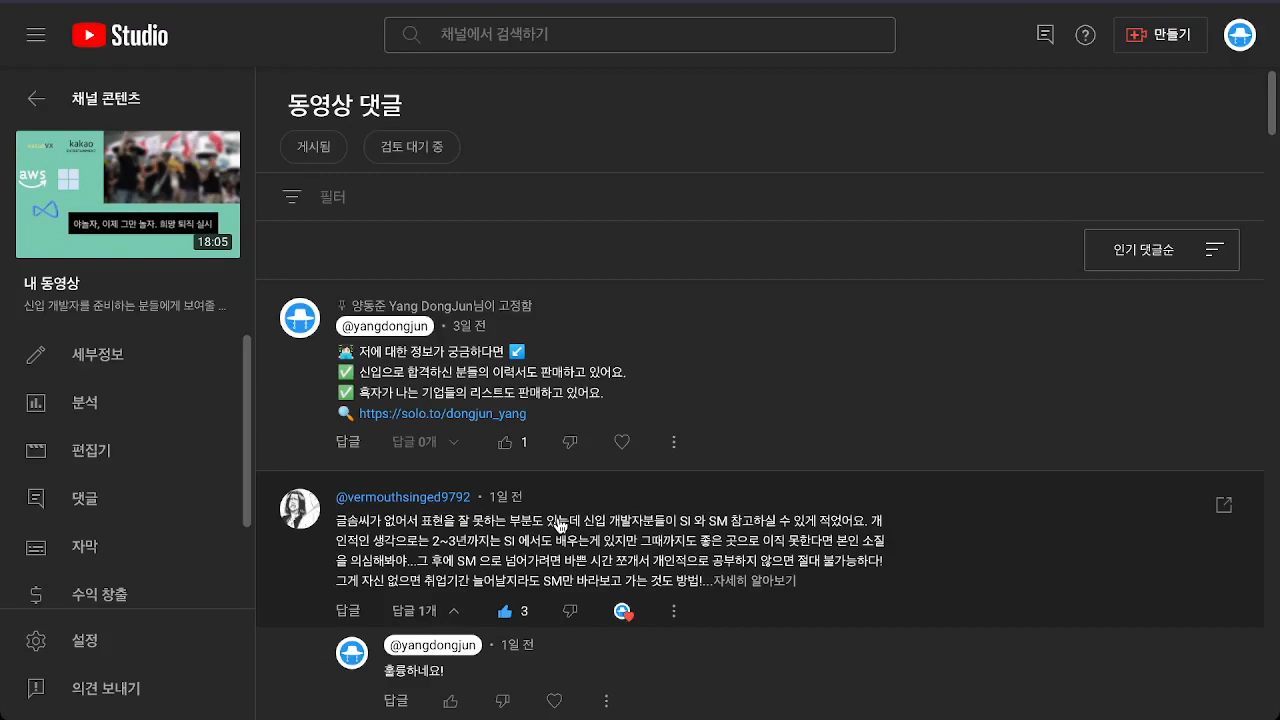 Studio
채널에서 검색하기
만들기
채널 콘텐츠
kakao
aws
야놀자, 이제 그만 놀자. 희망 퇴직 실시
18:05
내 동영상
신입 개발자를 준비하는 분들에게 보여줄 ...
세부정보
분석
편집기
댓글
자막
수익 창출
설정
의견 보내기
동영상 댓글
게시됨
검토 대기 중
필터
인기 댓글순
양동준 Yang DongJun님이 고정함
@yangdongjun • 3일 전
저에 대한 정보가 궁금하다면
신입으로 합격하신 분들의 이력서도 판매하고 있어요.
흑자가 나는 기업들의 리스트도 판매하고 있어요.
https://solo.to/dongjun_yang
답글 답글 0개 1
@vermouthsinged9792 • 1일 전
글솜씨가 없어서 표현을 잘 못하는 부분도 있는데 신입 개발자분들이 SI 와 SM 참고하실 수 있게 적었어요. 개
인적인 생각으로는 2~3년까지는 SI 에서도 배우는게 있지만 그때까지도 좋은 곳으로 이직 못한다면 본인 소질
을 의심해봐야...그 후에 SM 으로 넘어가려면 바쁜 시간 쪼개서 개인적으로 공부하지 않으면 절대 불가능하다!
그게 자신 없으면 취업기간 늘어날지라도 SM만 바라보고 가는 것도 방법!...자세히 알아보기
답글 답글 1개 3
@yangdongjun • 1일 전
훌륭하네요!
답글